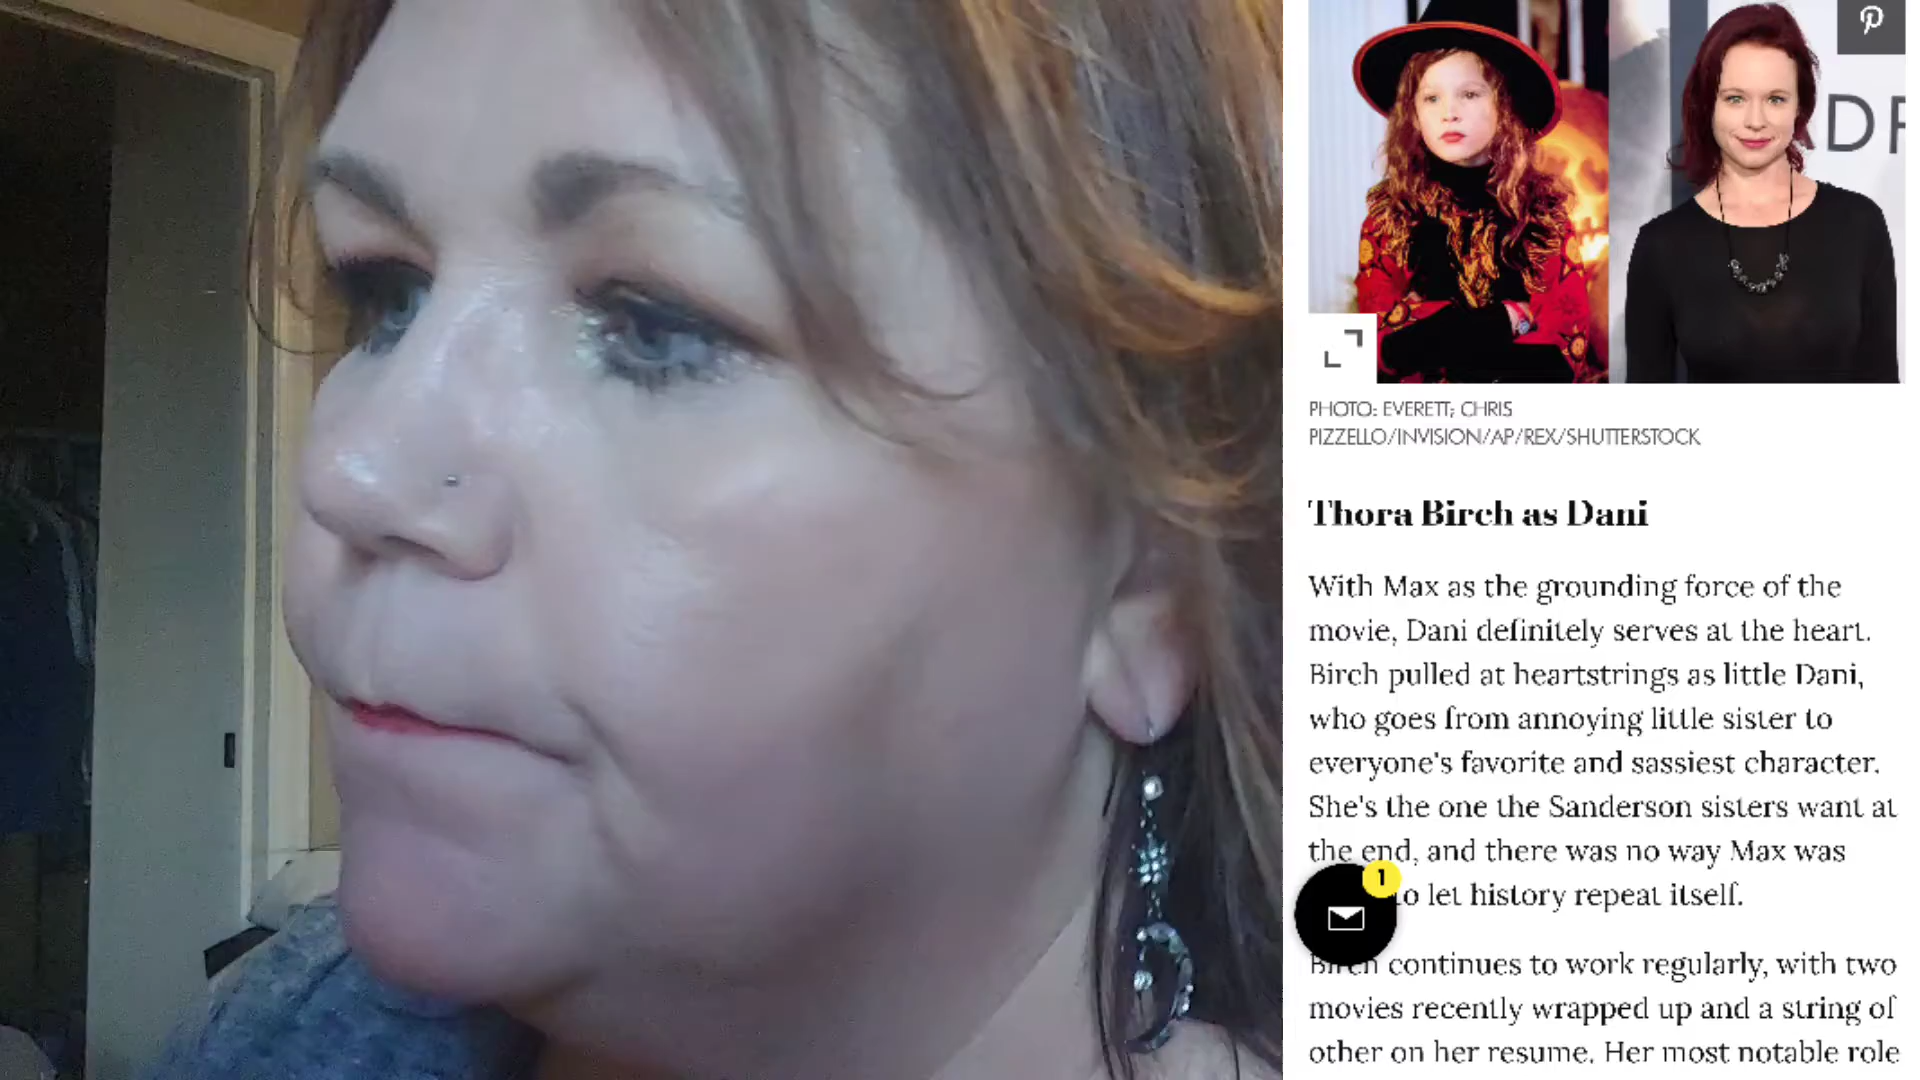 ADF
PHOTO: EVERETT; CHRIS
PIZZELLO/INVISION/AP/REX/SHUTTERSTOCK
Thora Birch as Dani
With Max as the grounding force of the
movie, Dani definitely serves at the heart.
Birch pulled at heartstrings as little Dani,
who goes from annoying little sister to
everyone's favorite and sassiest character.
She's the one the Sanderson sisters want at
the end, and there was no way Max was
to let history repeat itself.
1
Birch continues to work regularly, with two
movies recently wrapped up and a string of
other on her resume. Her most notable role